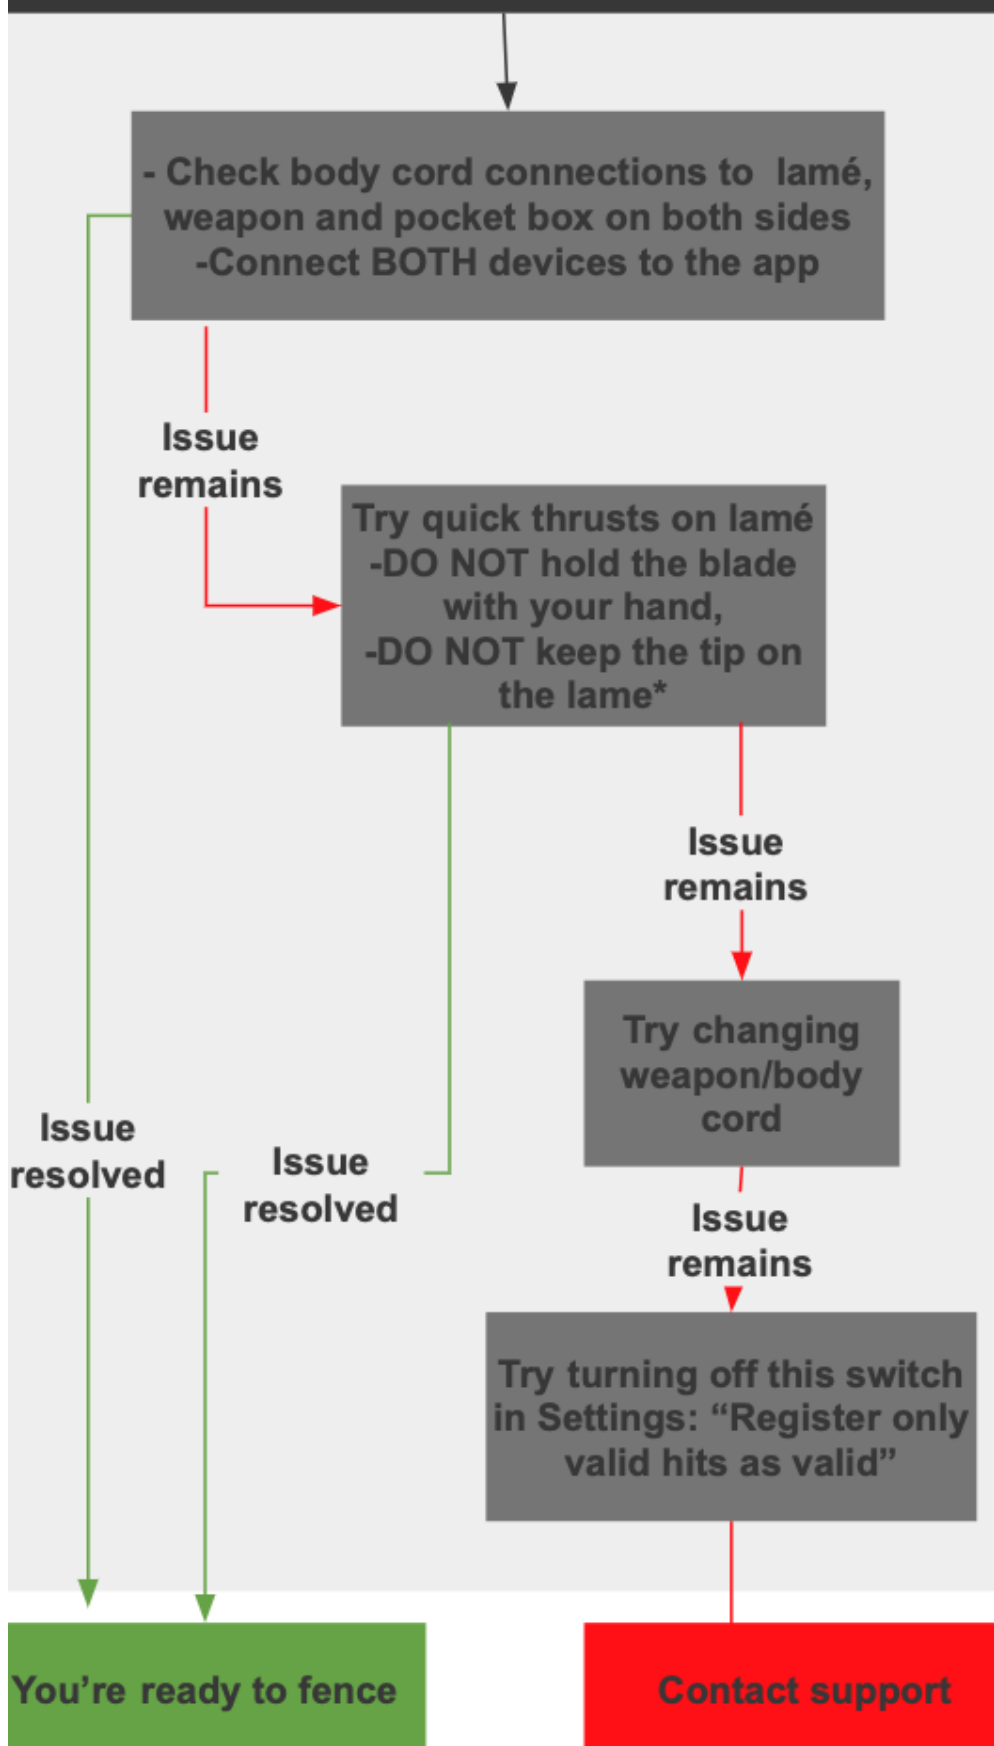 - Check body cord connections to lamé,
weapon and pocket box on both sides
-Connect BOTH devices to the app
Issue
remains
Try quick thrusts on lamé
-DO NOT hold the blade
with your hand,
-DO NOT keep the tip on
the lame*
Issue
remains
Try changing
weapon/body
cord
Issue
resolved
Issue
resolved
Issue
remains
Try turning off this switch
in Settings: “Register only
valid hits as valid”
You’re ready to fence
Contact support